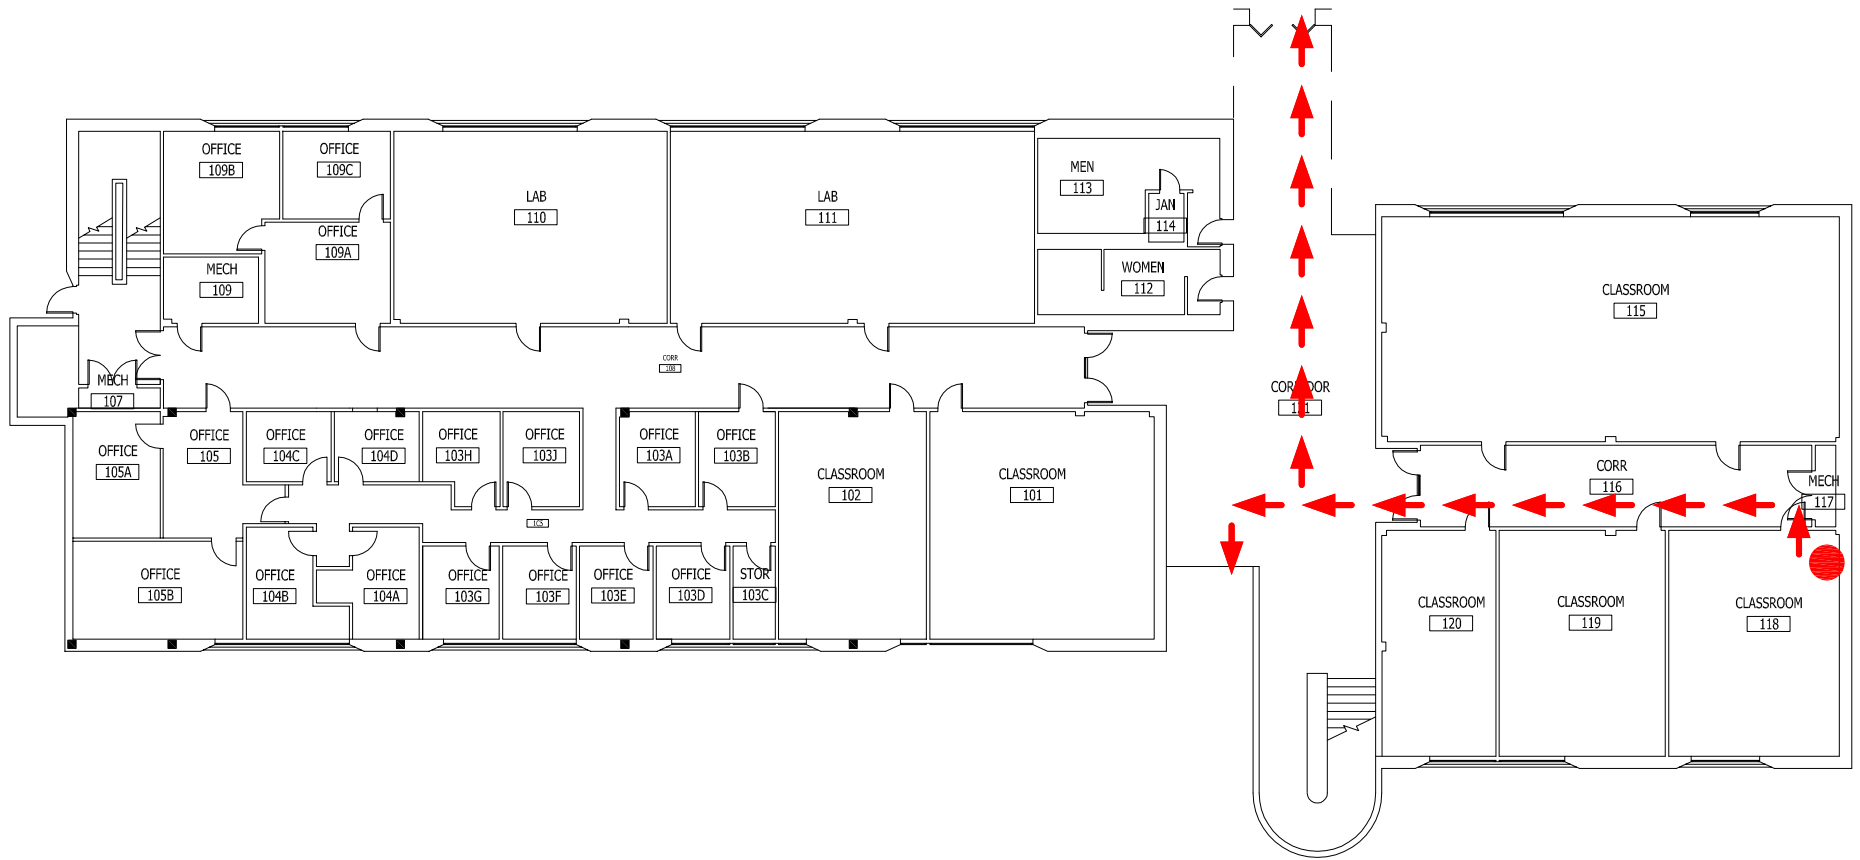 OFFICE
109B
OFFICE
109C
LAB
110
LAB
111
MEN
113
JAN
114
OFFICE
109A
MECH
109
WOMEN
112
CLASSROOM
115
CORR
108
MECH
107
CORRIDOR
121
OFFICE
105A
OFFICE
105
OFFICE
104C
OFFICE
104D
OFFICE
103H
OFFICE
103J
OFFICE
103A
OFFICE
103B
CLASSROOM
102
CLASSROOM
101
CORR
116
MECH
117
OFFICE
105B
OFFICE
104B
OFFICE
104A
OFFICE
103G
OFFICE
103F
OFFICE
103E
OFFICE
103D
STOR
103C
CLASSROOM
120
CLASSROOM
119
CLASSROOM
118